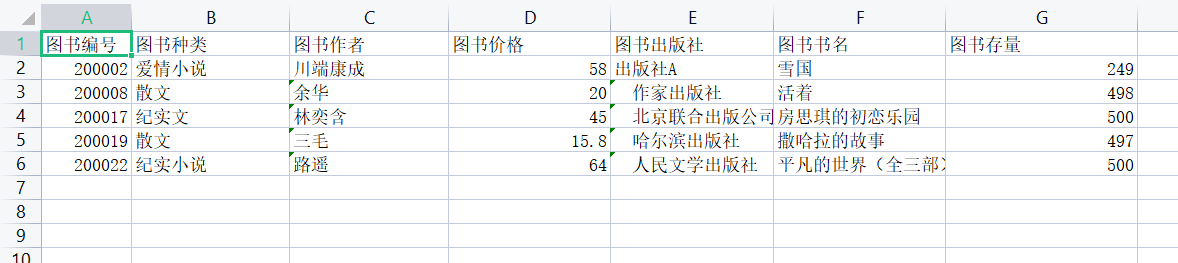 A B C D E F G
1 图书编号 图书种类 图书作者 图书价格 图书出版社 图书书名 图书存量
2 200002 爱情小说 川端康成 58 出版社A 雪国 249
3 200008 散文 余华 20 作家出版社 活着 498
4 200017 纪实文 林奕含 45 北京联合出版公司 房思琪的初恋乐园 500
5 200019 散文 三毛 15.8 哈尔滨出版社 撒哈拉的故事 497
6 200022 纪实小说 路遥 64 人民文学出版社 平凡的世界（全三部） 500
7
8
9
10